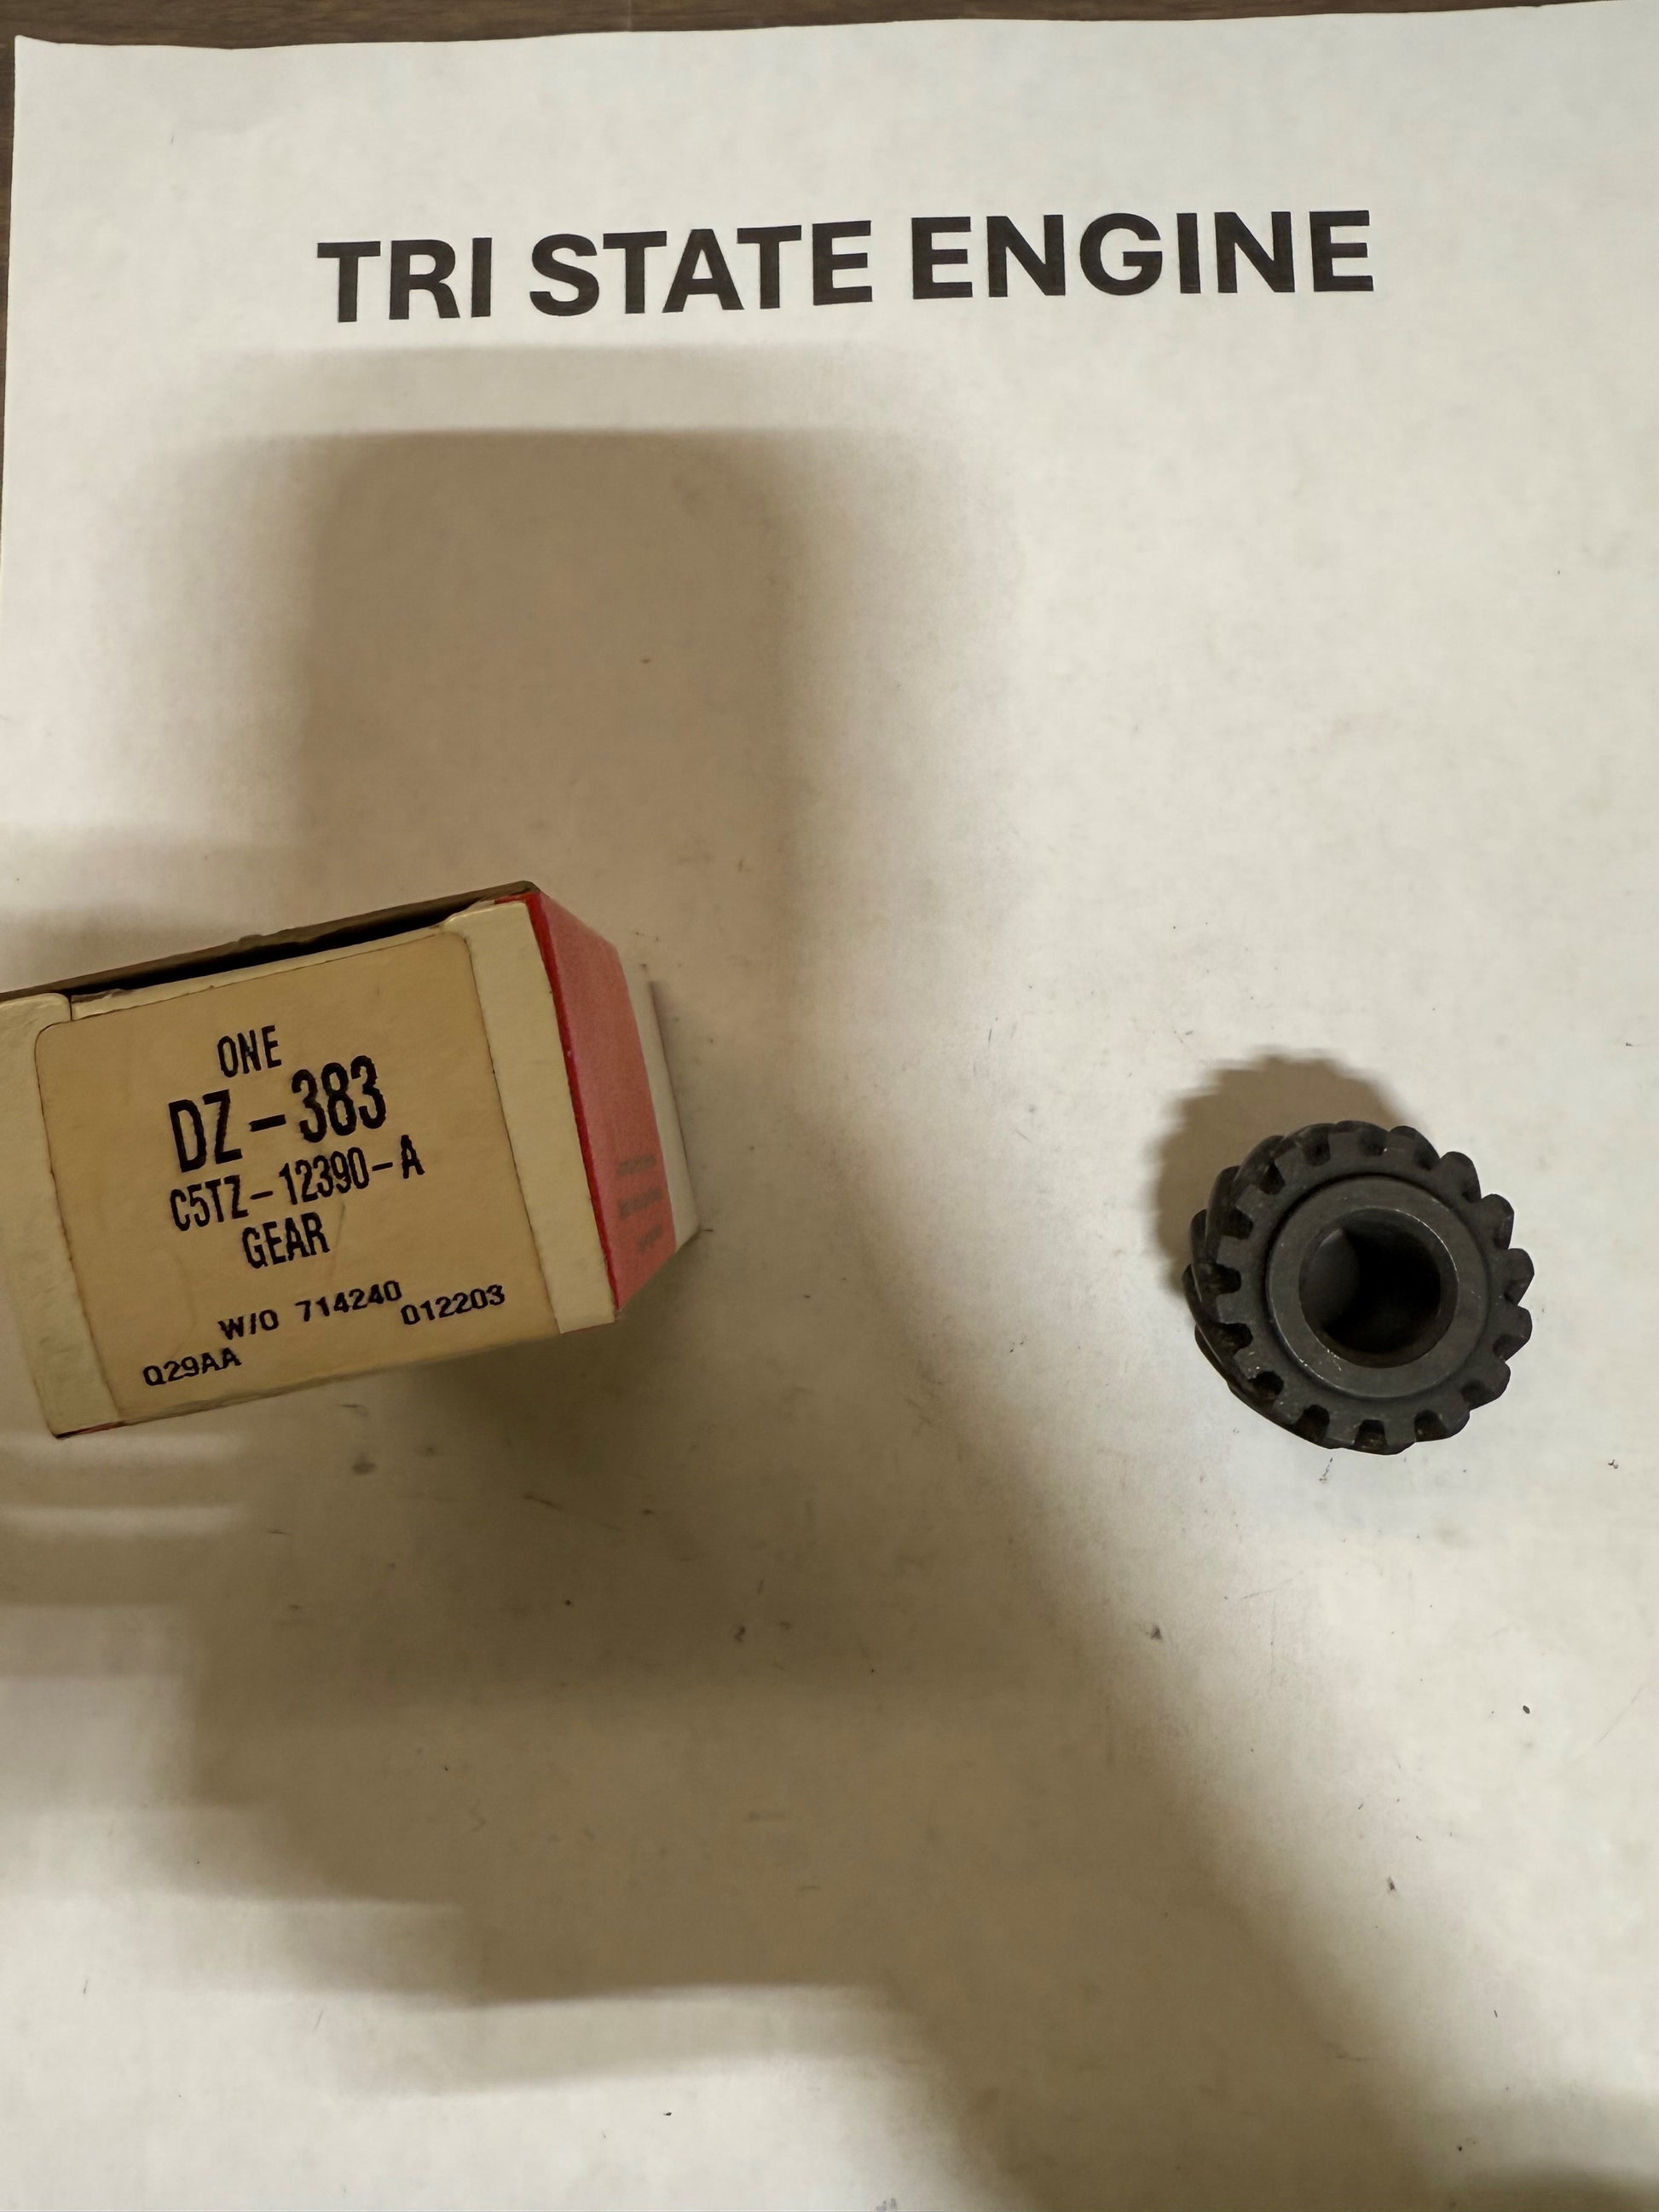 TRI STATE ENGINE
ONE
DZ-383
C5TZ-12390-A
GEAR
W/O 714240
012203
Q29AA